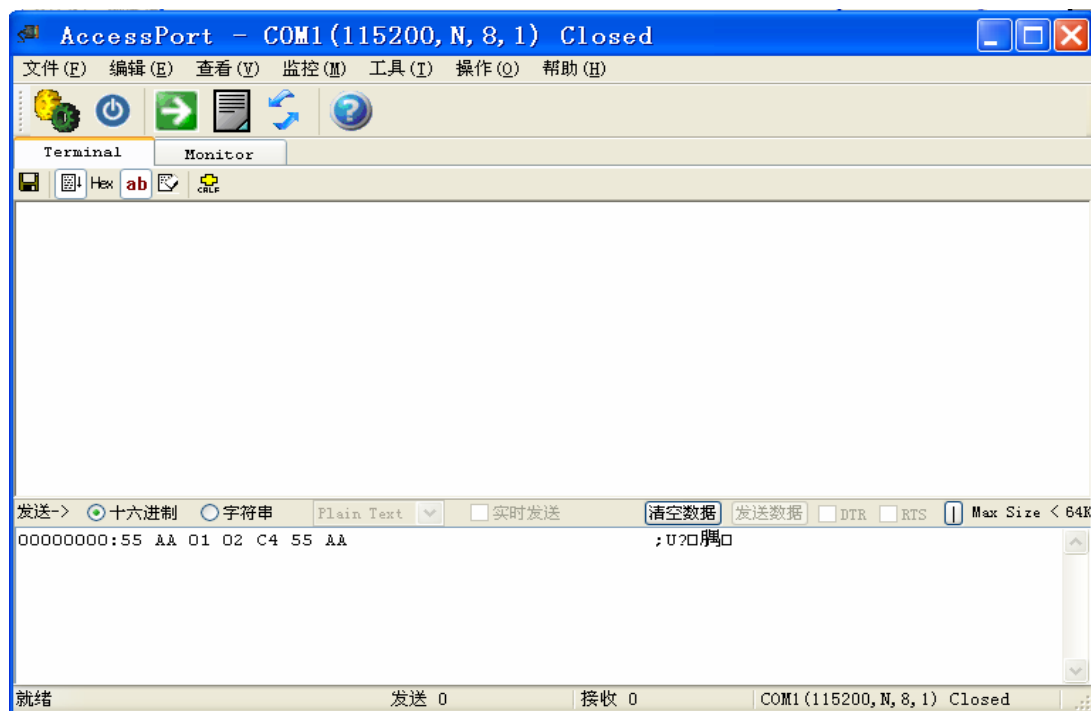 AccessPort - COM1(115200,N,8,1) Closed
文件(F) 编辑(E) 查看(V) 监控(M) 工具(T) 操作(O) 帮助(H)
Terminal Monitor
Hex ab CRLF
发送-> 十六进制 字符串 Plain Text 实时发送 清空数据 发送数据 DTR RTS Max Size < 64K
00000000:55 AA 01 02 C4 55 AA ;U?□腢□
就绪 发送 0 接收 0 COM1(115200,N,8,1) Closed